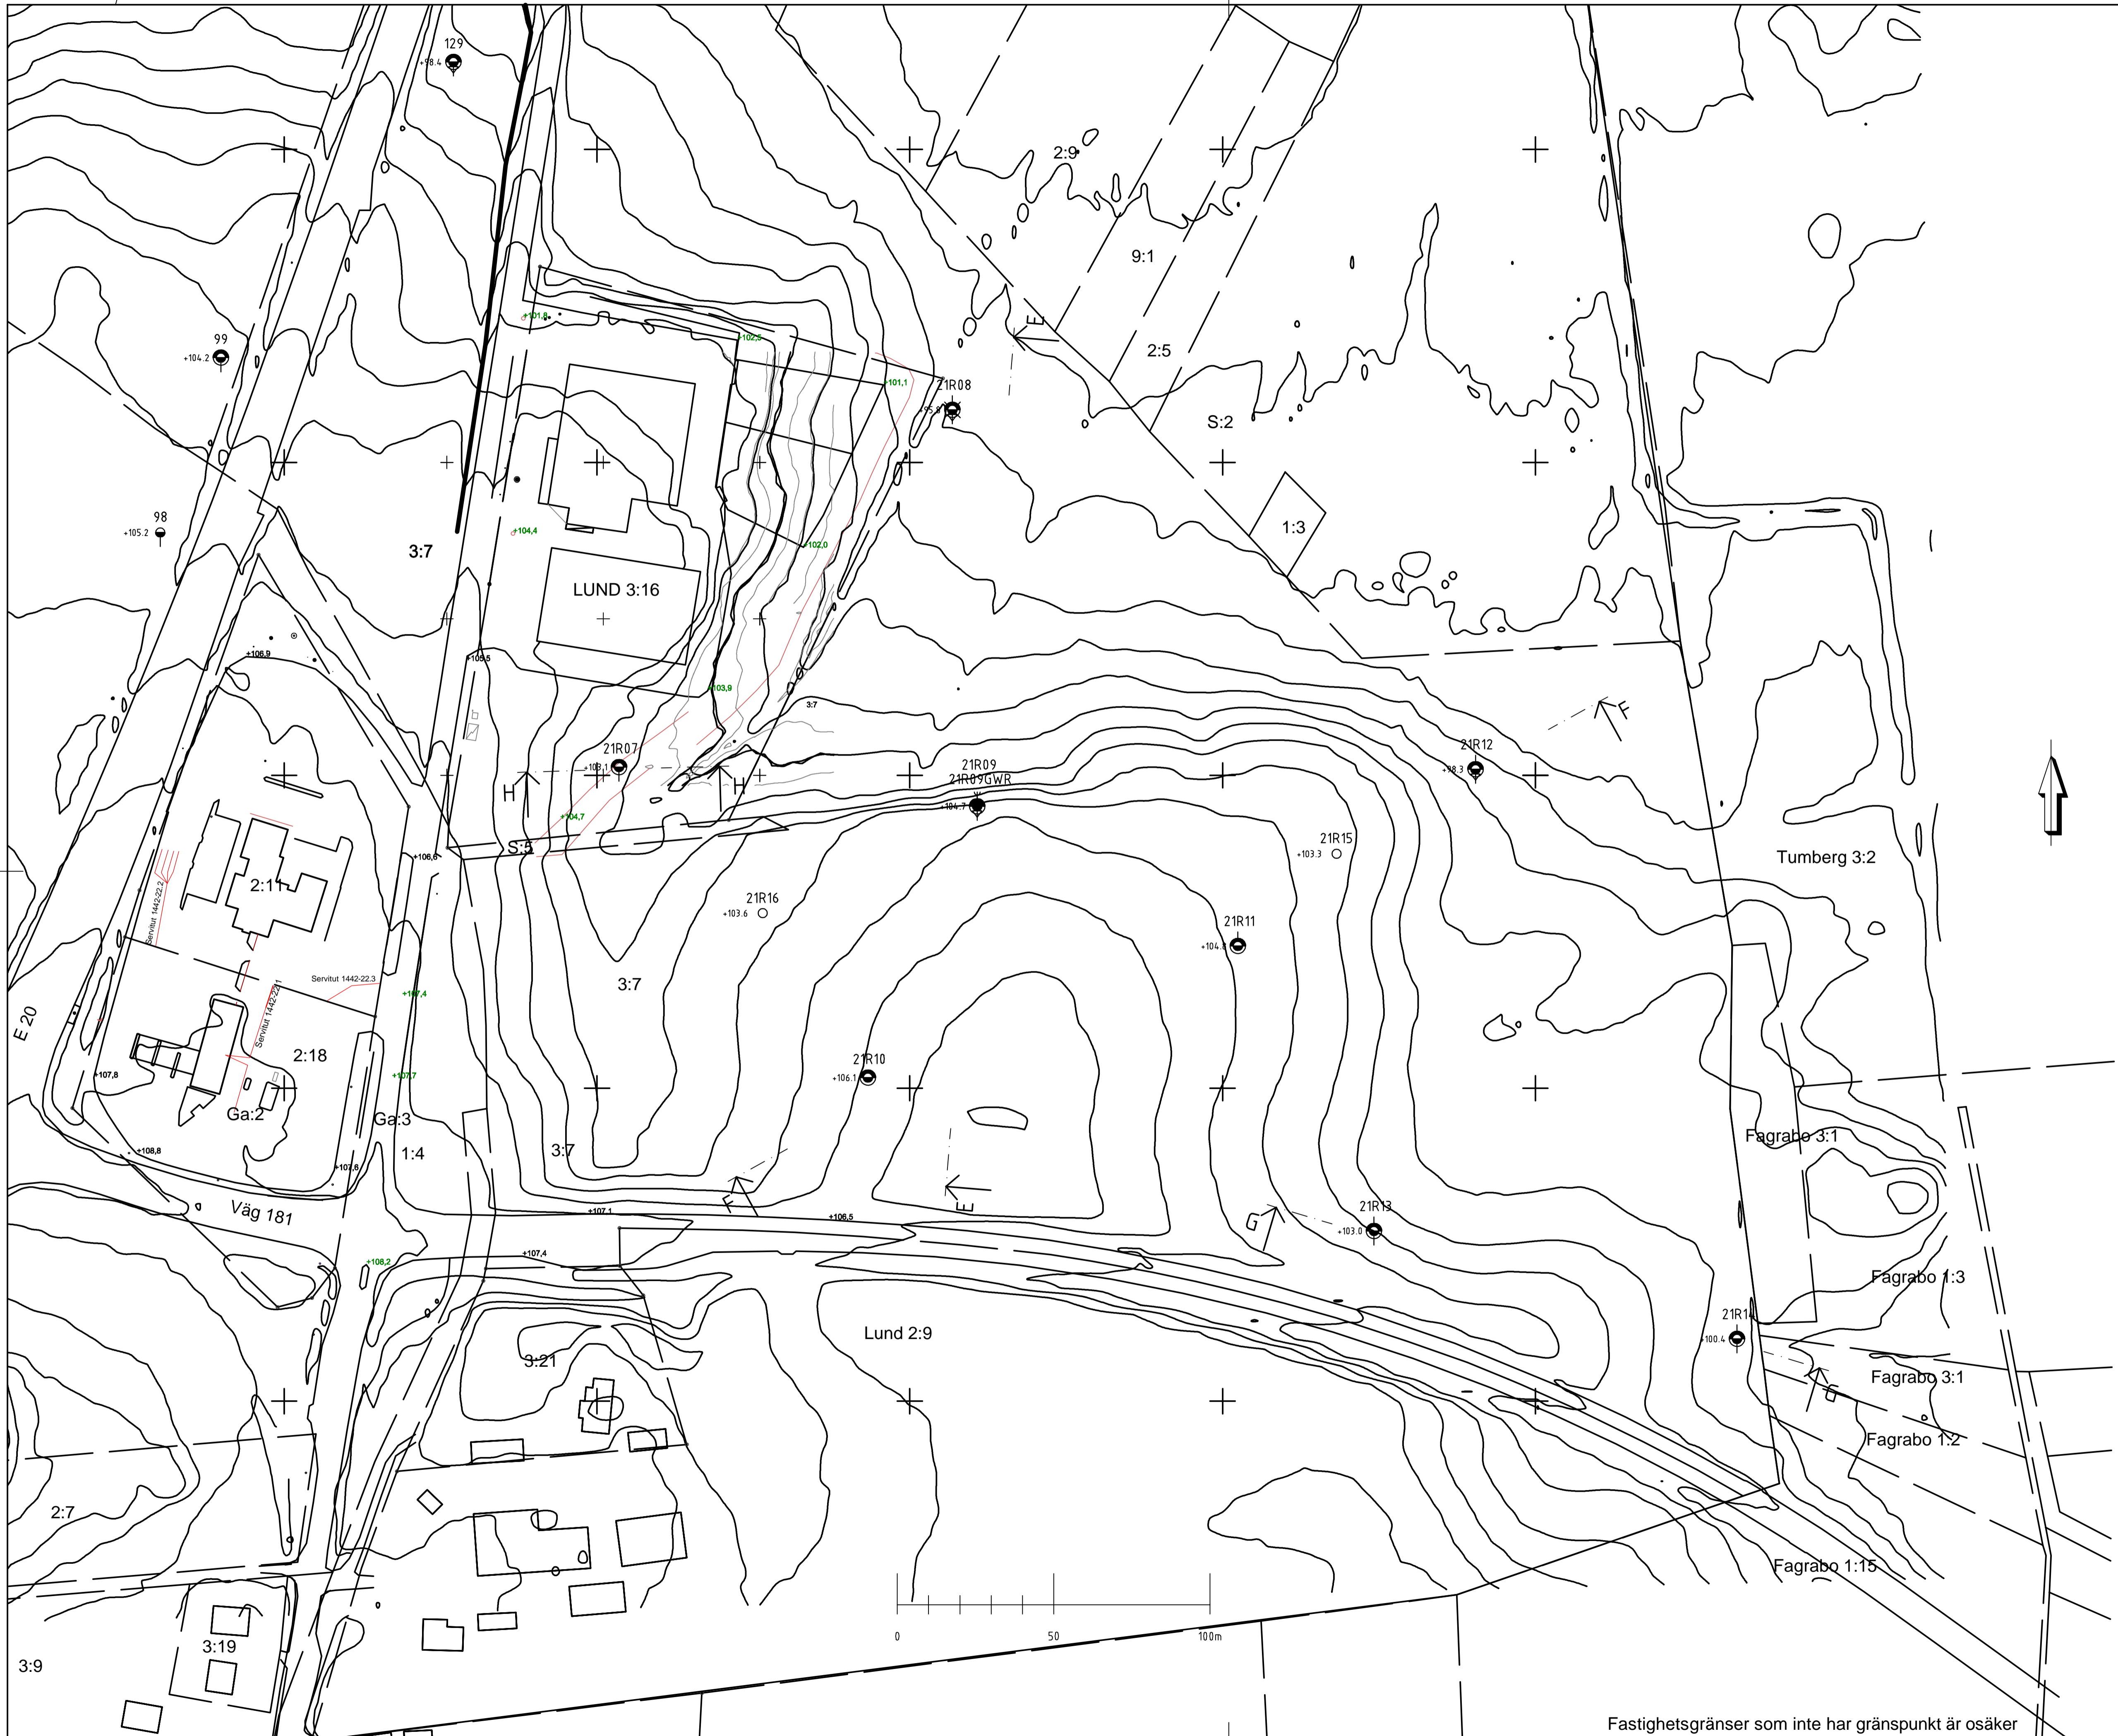 129
+98.4
2:9
9:1
E
+101,8
+102,5
99
+104.2
2:5
+101,1
21R08
S:2
98
+105.2
+104,4
1:3
3:7
+102,0
LUND 3:16
+106,9
+105,5
+103,9
3:7
F
21R07
+103,1
21R12
+98.3
21R09
21R09GWR
+104.7
H
H
+104,7
S:5
21R15
+103.3
+106,6
Tumberg 3:2
2:11
Servitut 1442-22.2
21R16
+103.6
21R11
+104.8
Servitut 1442-22.3
3:7
+107,4
E 20
Servitut 1442-22.1
2:18
21R10
+106.1
+107,8
+107,7
Ga:2
Ga:3
Fagrabo 3:1
+108,8
1:4
3:7
+107,6
Väg 181
F
E
+107,1
+106,5
G
21R13
+103.0
+107,4
+108,2
Fagrabo 1:3
21R14
+100.4
Lund 2:9
3:21
Fagrabo 3:1
G
Fagrabo 1:2
2:7
Fagrabo 1:15
0
50
100m
3:19
3:9
Fastighetsgränser som inte har gränspunkt är osäker